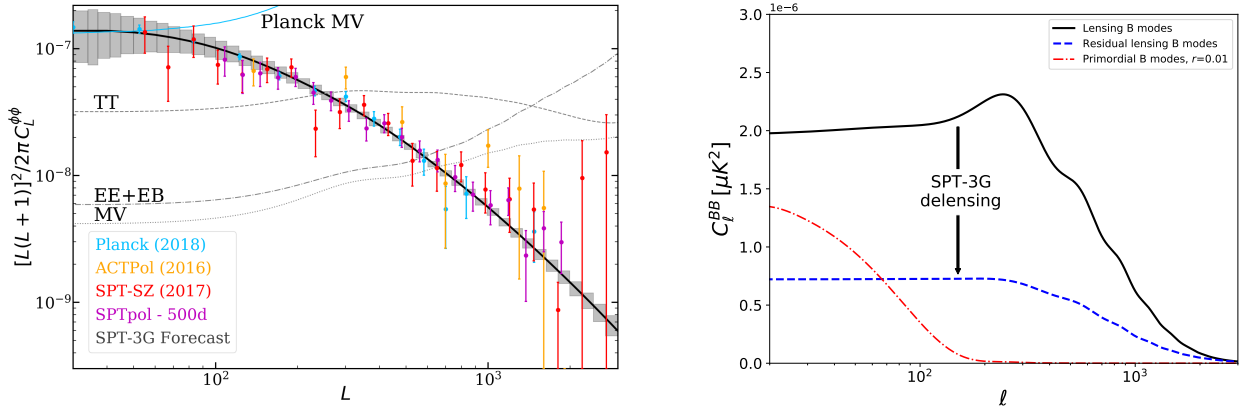 Planck MV
TT
EE+EB
MV
Planck (2018)
ACTPol (2016)
SPT-SZ (2017)
SPTpol - 500d
SPT-3G Forecast
[L(L + 1)]²/2π C_L^ϕϕ
10⁻⁷
10⁻⁸
10⁻⁹
10²
10³
L
1e−6
Lensing B modes
Residual lensing B modes
Primordial B modes, r=0.01
SPT-3G
delensing
C_ℓ^BB [μK²]
3.0
2.5
2.0
1.5
1.0
0.5
0.0
10²
10³
ℓ